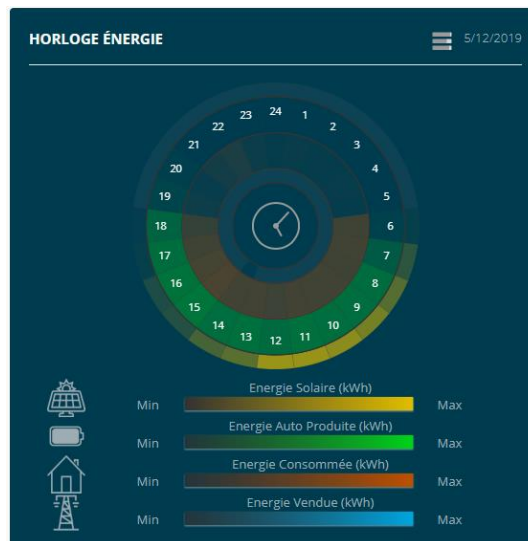 HORLOGE ÉNERGIE
5/12/2019
24
1
2
3
4
5
6
7
8
9
10
11
12
13
14
15
16
17
18
19
20
21
22
23
Energie Solaire (kWh)
Min Max
Energie Auto Produite (kWh)
Min Max
Energie Consommée (kWh)
Min Max
Energie Vendue (kWh)
Min Max